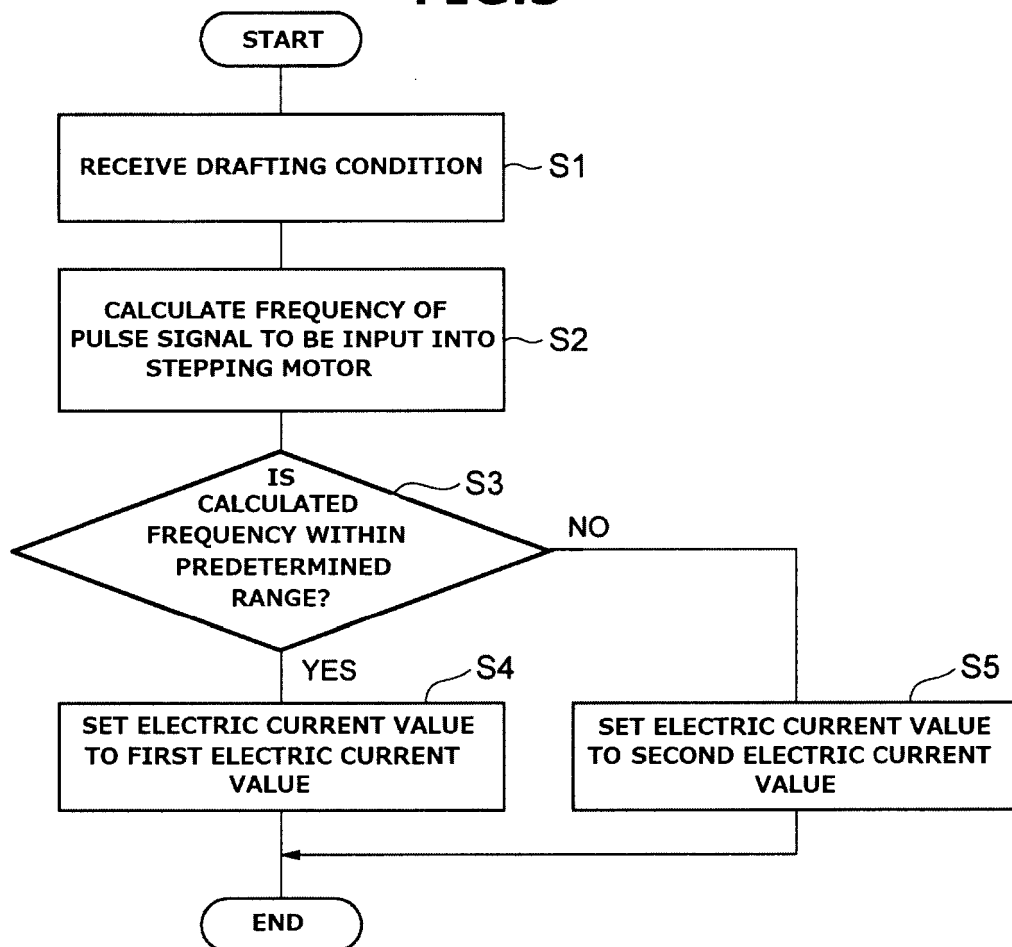 START
RECEIVE DRAFTING CONDITION
S1
CALCULATE FREQUENCY OF
PULSE SIGNAL TO BE INPUT INTO
STEPPING MOTOR
S2
IS
CALCULATED
FREQUENCY WITHIN
PREDETERMINED
RANGE?
S3
NO
YES
S4
SET ELECTRIC CURRENT VALUE
TO FIRST ELECTRIC CURRENT
VALUE
S5
SET ELECTRIC CURRENT VALUE
TO SECOND ELECTRIC CURRENT
VALUE
END